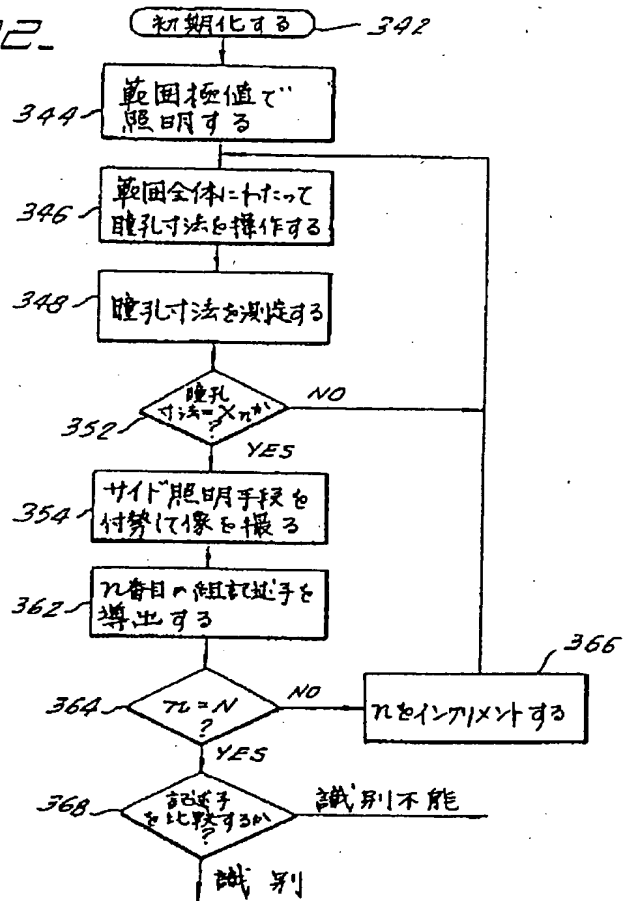 初期化する
342
344
範囲極値で
照明する
346
範囲全体にわたって
瞳孔寸法を操作する
348
瞳孔寸法を測定する
瞳孔
寸法=Xnか
?
352
NO
YES
354
サイド照明手段を
付勢して像を撮る
362
n番目の組記述子を
導出する
366
364
n=N
?
NO
nをインクリメントする
YES
368
記述子
を比較するか
?
識別不能
識別